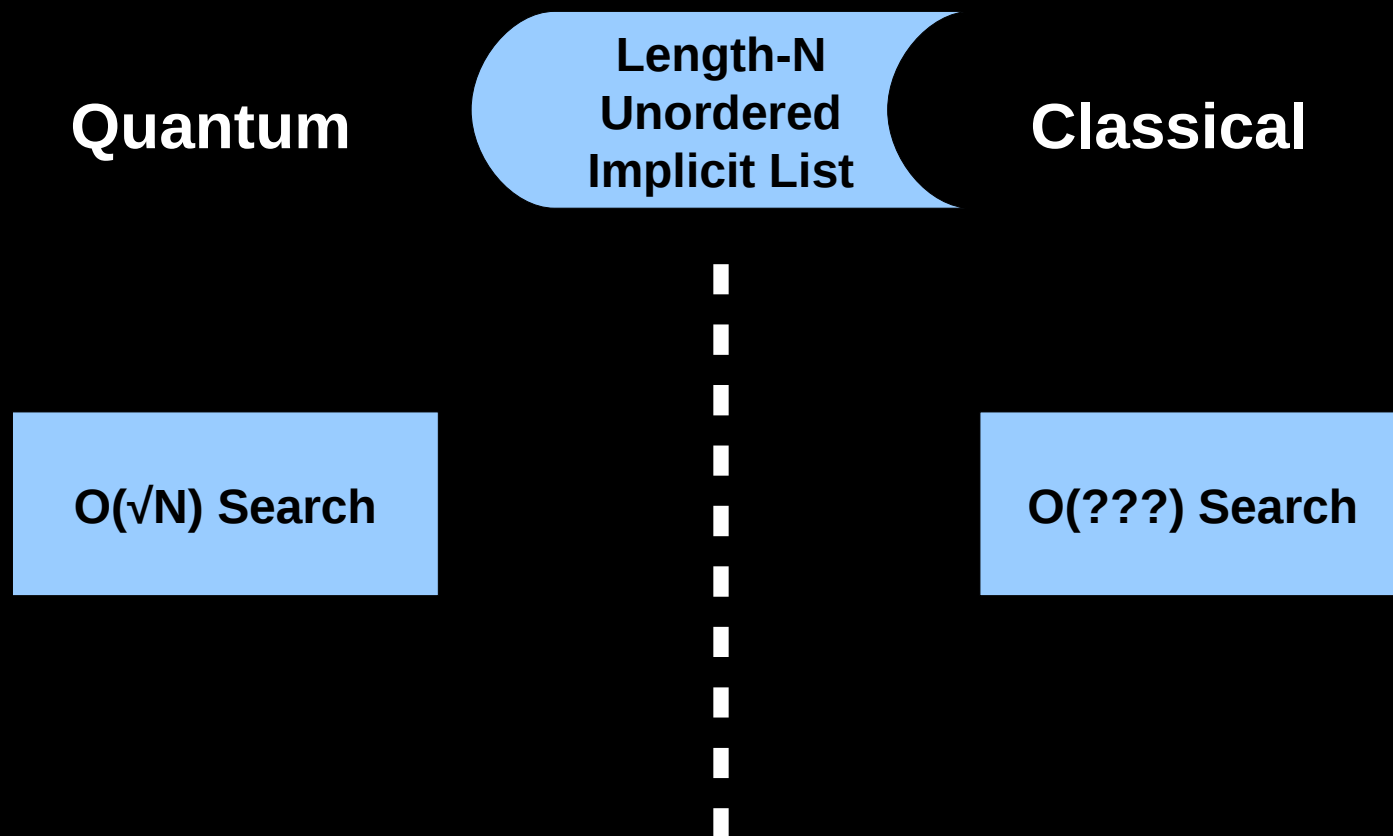 Length-N
Unordered
Implicit List
Quantum
Classical
O(√N) Search
O(???) Search